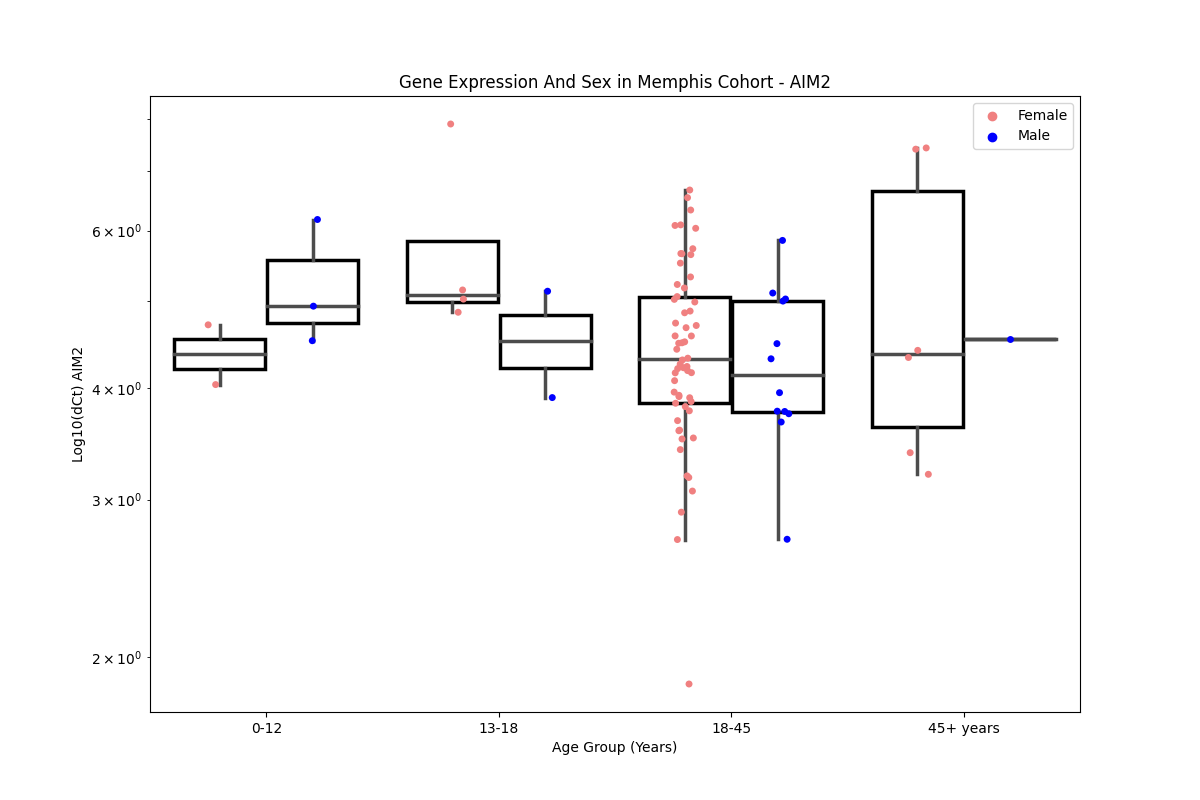 Gene Expression And Sex in Memphis Cohort - AIM2
Female
Male
Log10(dCt) AIM2
6 × 10⁰
4 × 10⁰
3 × 10⁰
2 × 10⁰
0-12
13-18
18-45
45+ years
Age Group (Years)